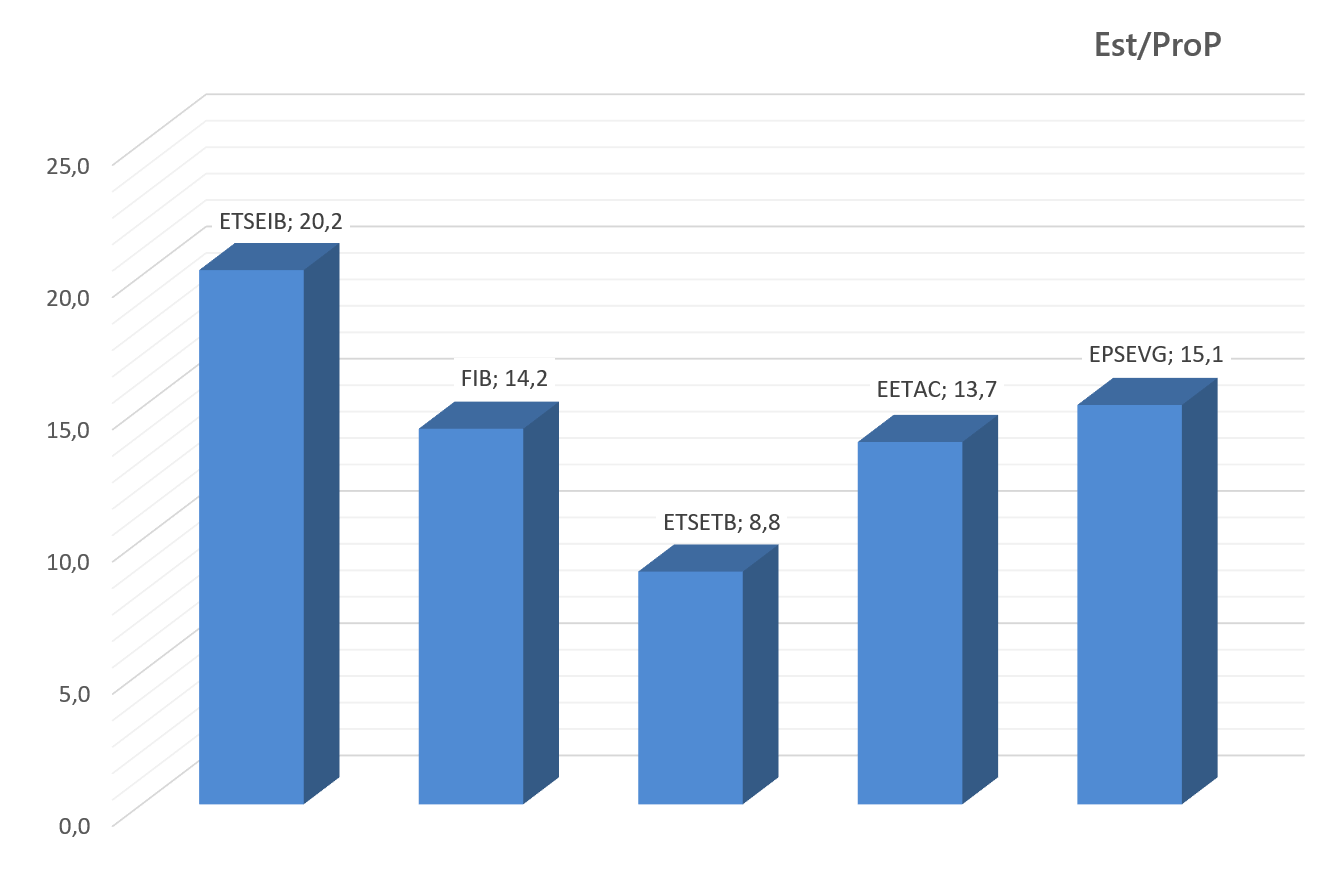 Est/ProP
25,0
20,0
15,0
10,0
5,0
0,0
ETSEIB; 20,2
FIB; 14,2
ETSETB; 8,8
EETAC; 13,7
EPSEVG; 15,1